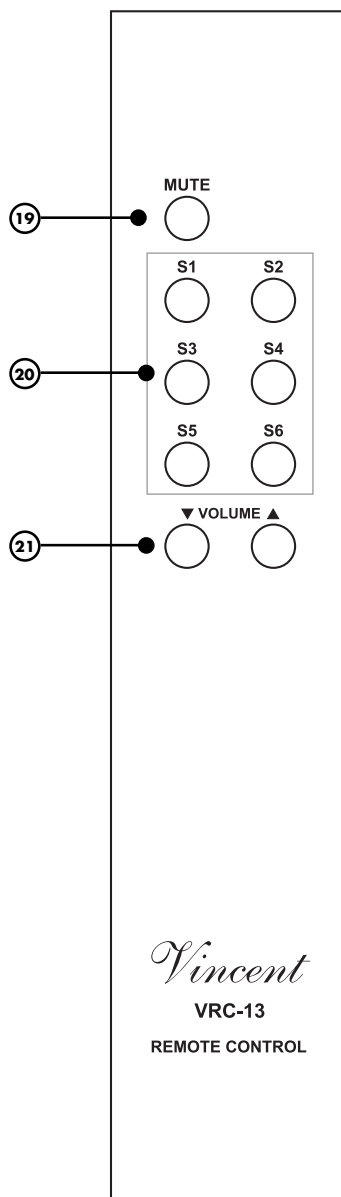 MUTE
19
S1 S2
S3 S4
20
S5 S6
▼ VOLUME ▲
21
Vincent
VRC-13
REMOTE CONTROL